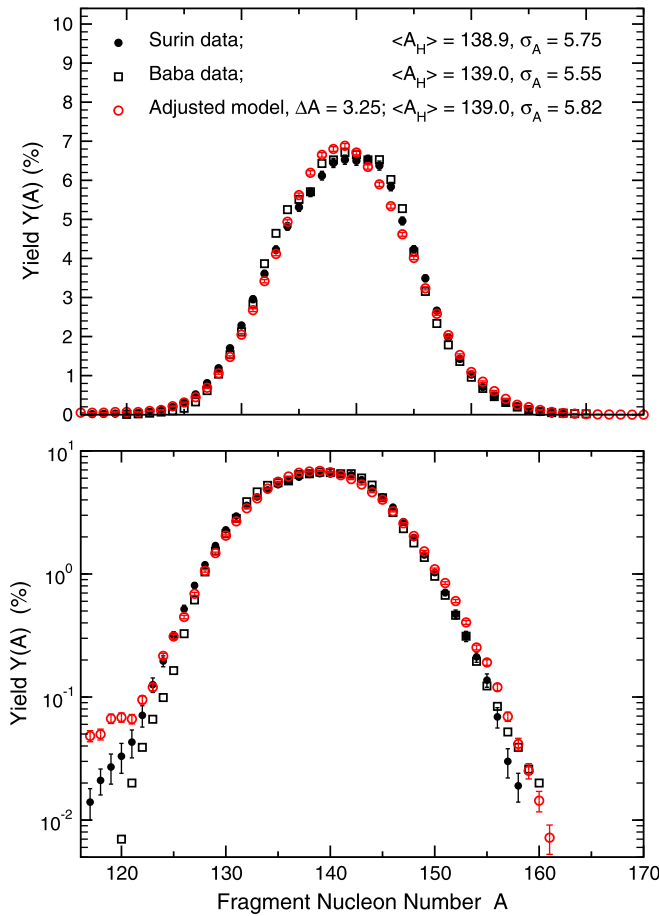 10
9
8
7
6
5
4
3
2
1
0
Yield Y(A) (%)
Surin data; <A_H> = 138.9, σ_A = 5.75
Baba data; <A_H> = 139.0, σ_A = 5.55
Adjusted model, ΔA = 3.25; <A_H> = 139.0, σ_A = 5.82
10^1
10^0
10^-1
10^-2
Yield Y(A) (%)
120 130 140 150 160 170
Fragment Nucleon Number A